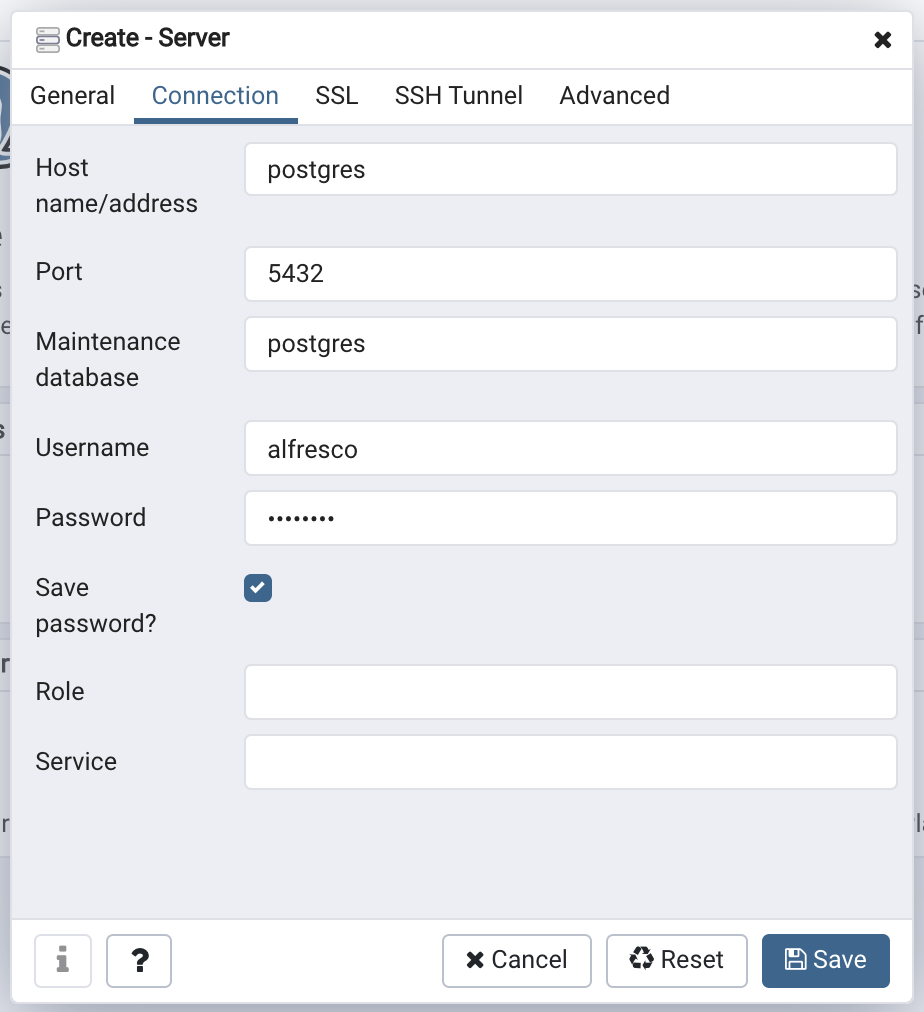 Create - Server
General Connection SSL SSH Tunnel Advanced
Host
name/address
postgres
Port
5432
Maintenance
database
postgres
Username
alfresco
Password
••••••••
Save
password?
Role
Service
Cancel Reset Save